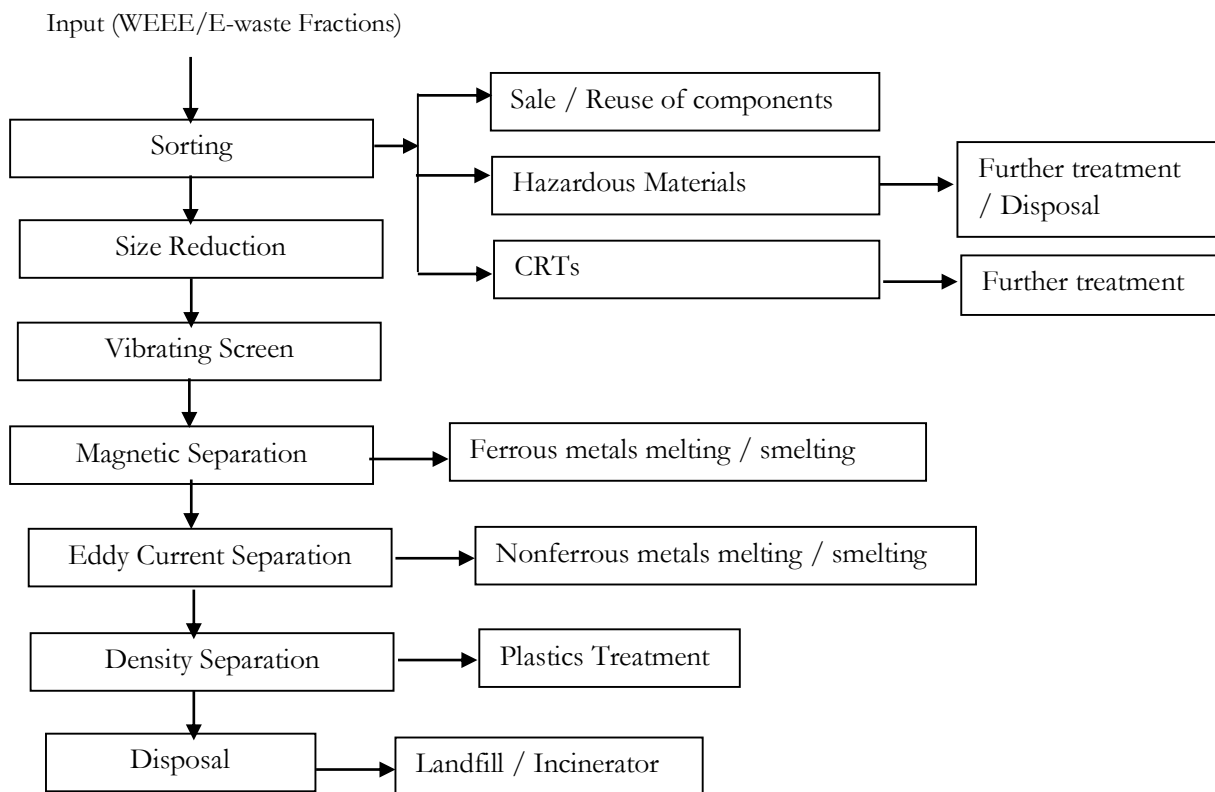 Input (WEEE/E-waste Fractions)
Sale / Reuse of components
Sorting
Hazardous Materials
Further treatment
/ Disposal
Size Reduction
CRTs
Further treatment
Vibrating Screen
Magnetic Separation
Ferrous metals melting / smelting
Eddy Current Separation
Nonferrous metals melting / smelting
Density Separation
Plastics Treatment
Disposal
Landfill / Incinerator